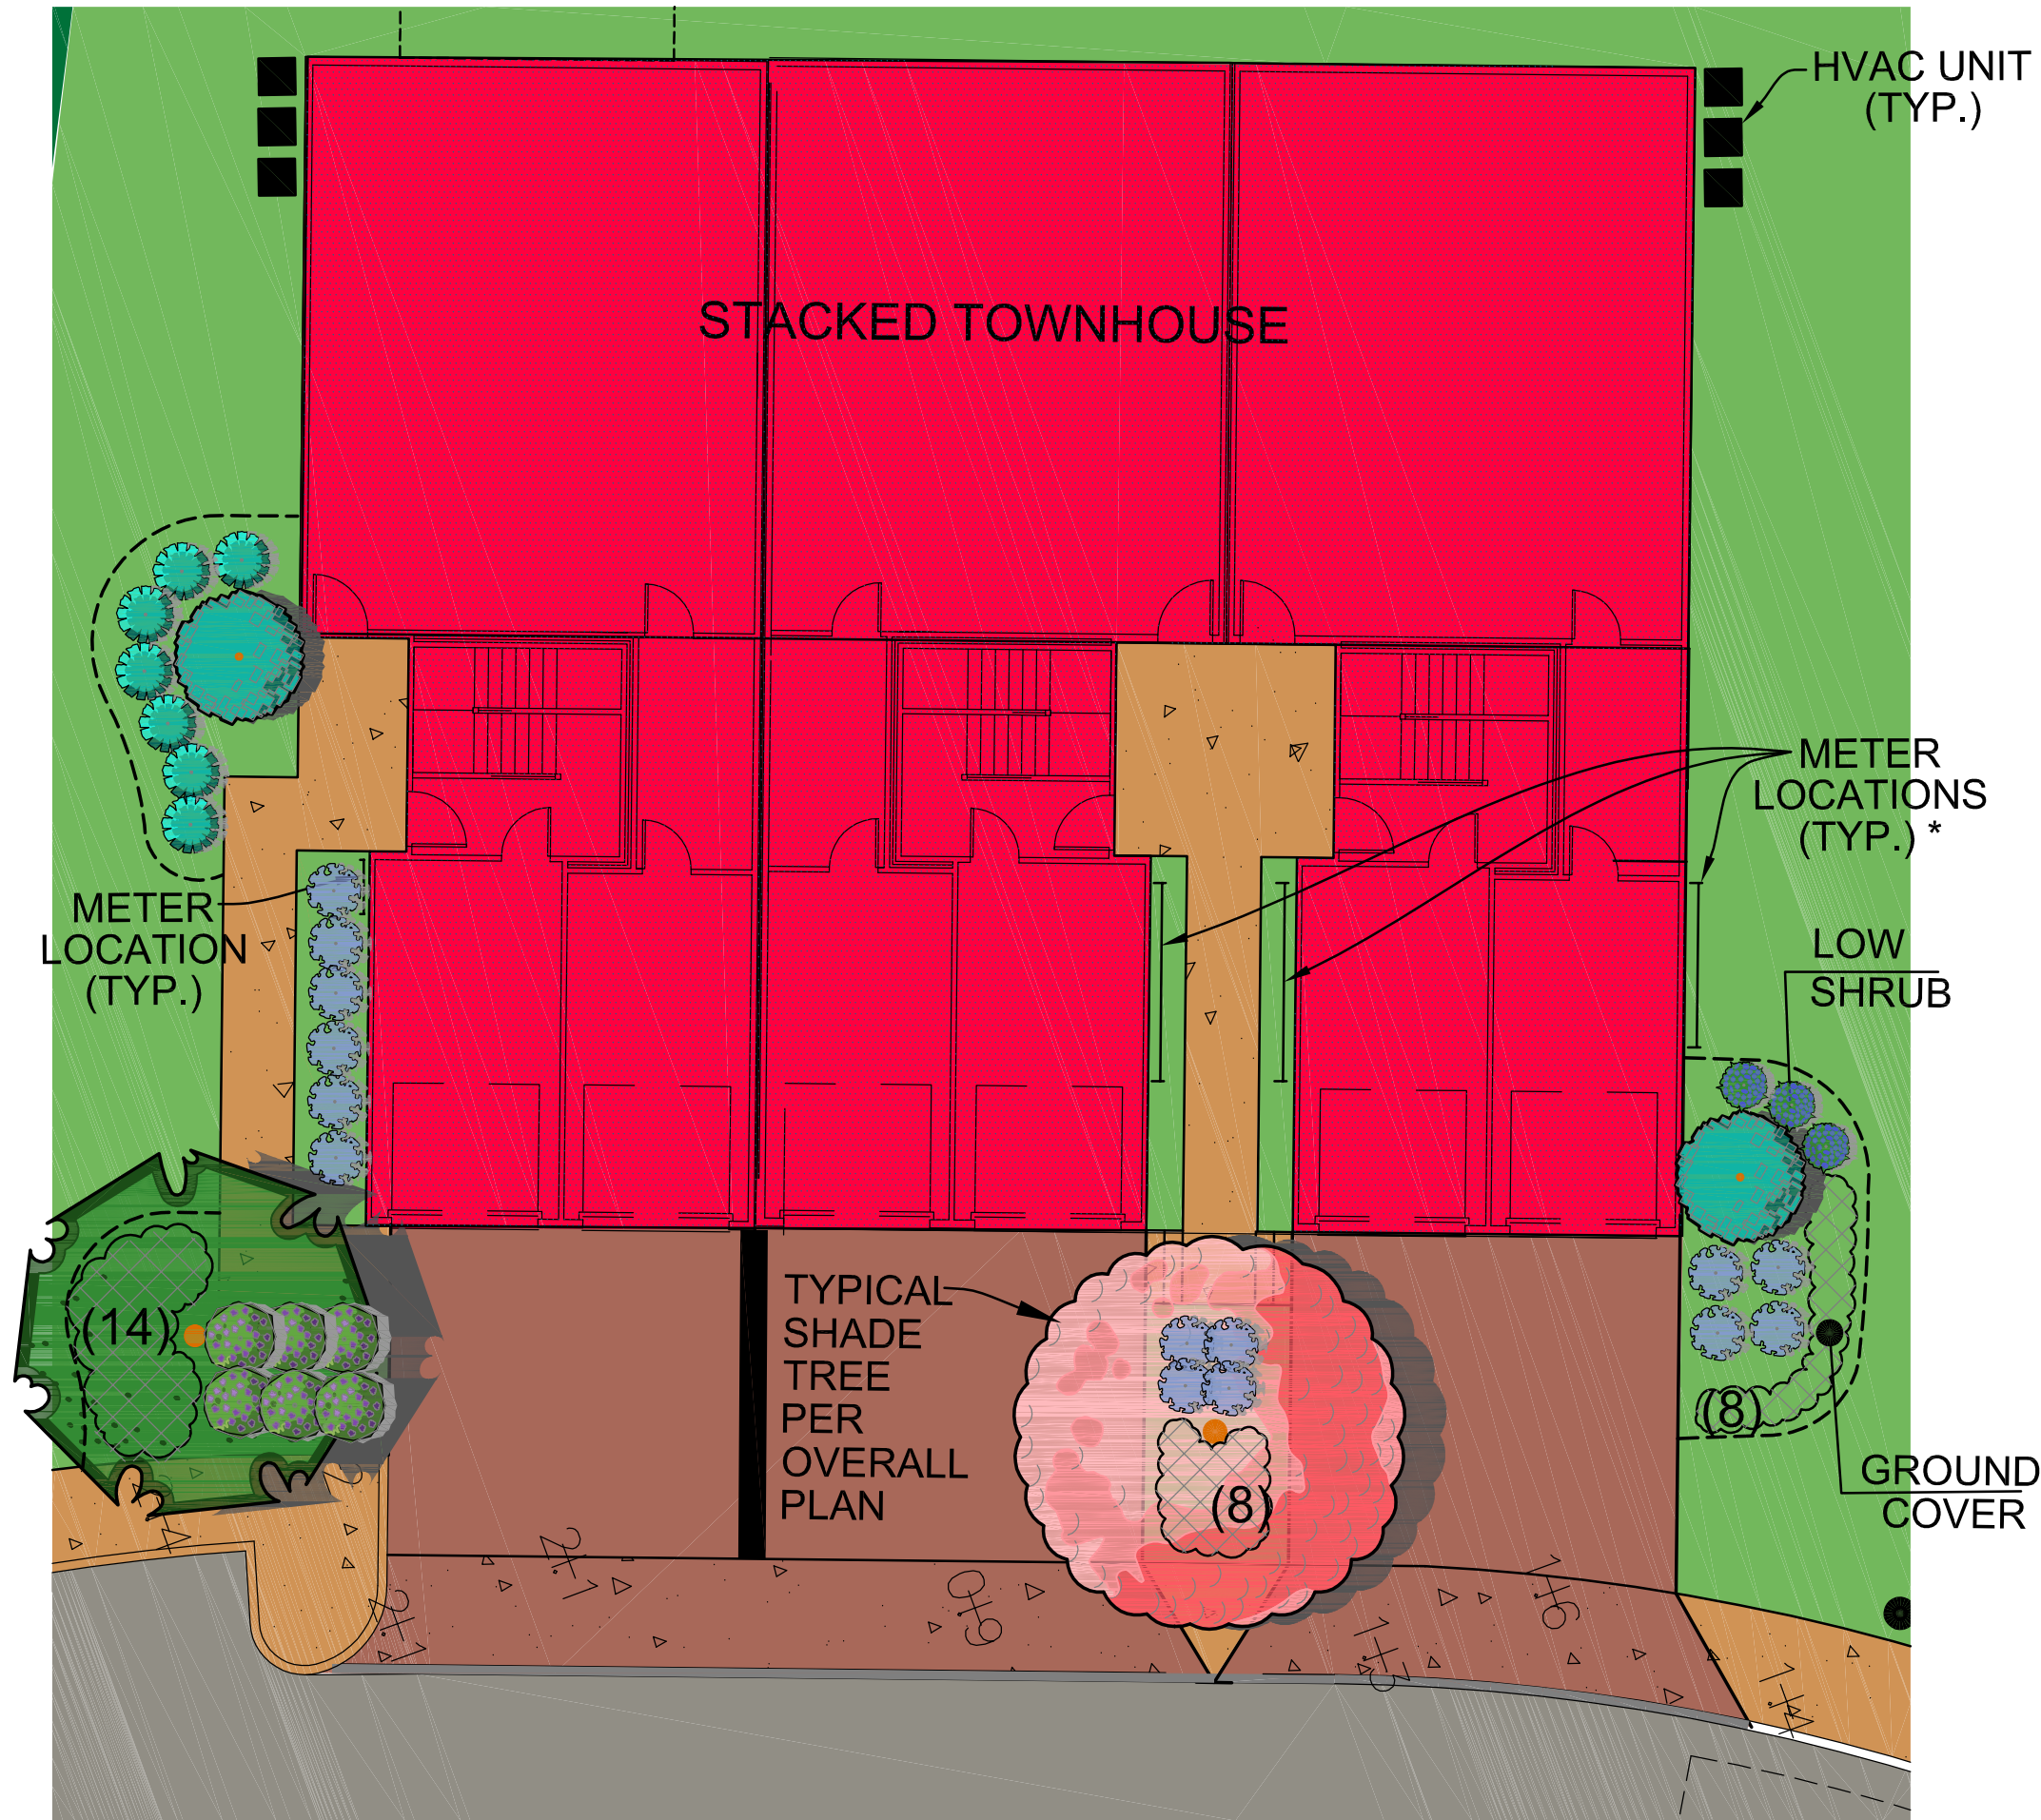 HVAC UNIT
(TYP.)
STACKED TOWNHOUSE
METER
LOCATIONS
(TYP.) *
METER
LOCATION
(TYP.)
LOW
SHRUB
TYPICAL
SHADE
TREE
PER
OVERALL
PLAN
(14)
(8)
(8)
GROUND
COVER